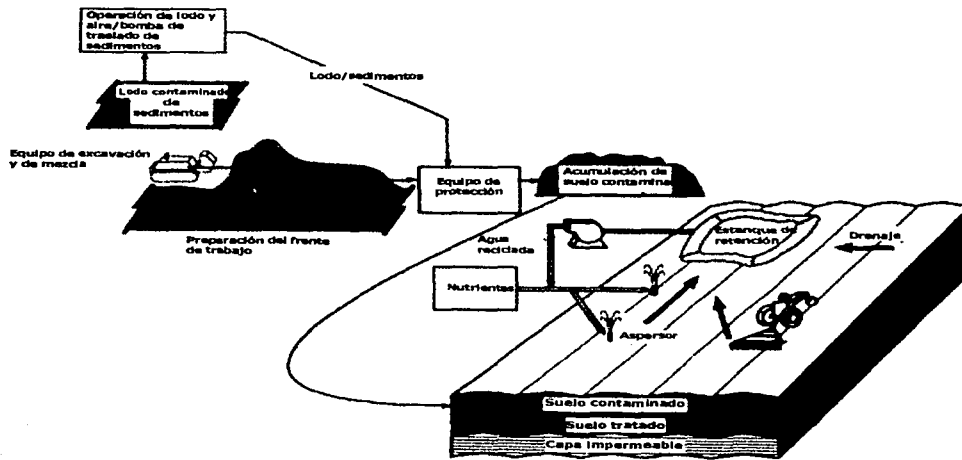 Operación de lodo y
aire/bomba de
traslado de
sedimentos
Lodo/sedimentos
Lodo contaminado
de
sedimentos
Equipo de excavación
y de mezcla
Equipo de
protección
Acumulación de
suelo contamina
Preparación del frente
de trabajo
Agua
reciclada
Estanque de
retención
Drenaje
Nutrientes
Aspersor
Suelo contaminado
Suelo tratado
Capa impermeable